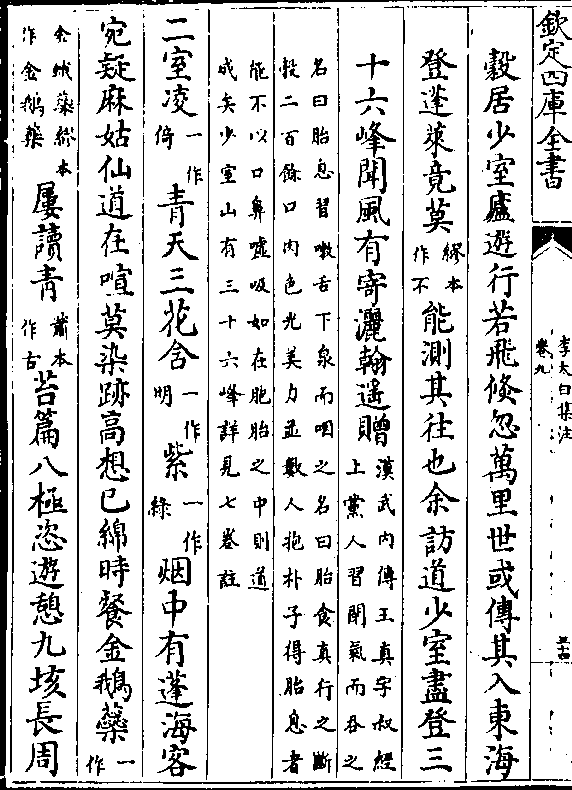 欽定四庫全書
李太白集注
卷九
穀居少室廬遊行若飛倏忽萬里世或傳其入東海
登蓬萊竟莫繆本作不能測其往也余訪道少室盡登三
十六峰聞風有寄灑翰遥贈漢武内傳王真字叔經上黨人習閉氣而吞之
名曰胎息習嗽舌下泉而咽之名曰胎食真行之斷
穀二百餘口肉色光美力並數人抱朴子得胎息者
能不以口鼻噓吸如在胞胎之中則道
成矣少室山有三十六峰詳見七卷註
二室凌一作倚青天三花含一作明紫一作綠烟中有蓬海客
宛疑麻姑仙道在喧莫染跡高想已綿時餐金鵝蘂一作
金蛾蘂繆本作金鵝藥屢讀青蕭本作古苔篇八極恣遊憩九垓長周